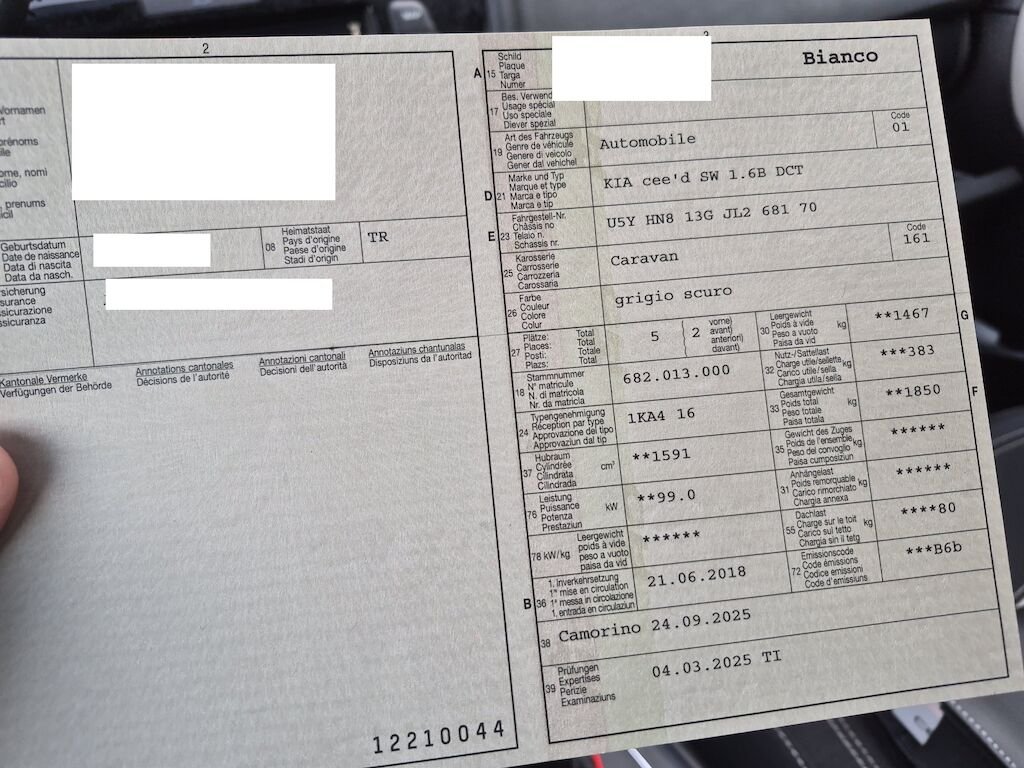 2
Vornamen
prénoms
ome, nomi
prenums
Geburtsdatum
Date de naissance
Data di nascita
Data da nasch.
08
Heimatstaat
Pays d'origine
Paese d'origine
Stadi d'origin
TR
Kantonale Vermerke
Verfügungen der Behörde
Annotations cantonales
Décisions de l'autorité
Annotazioni cantonali
Decisioni dell'autorità
Annotaziuns chantunalas
Disposiziuns da l'autoritad
12210044
A
15
Schild
Plaque
Targa
Numer
Bianco
17
Bes. Verwend
Usage spécial
Uso speciale
Diever spezial
19
Art des Fahrzeugs
Genre de véhicule
Genere di veicolo
Gener dal vehichel
Automobile
Code
01
D
21
Marke und Typ
Marque et type
Marca e tipo
Marca e tip
KIA cee'd SW 1.6B DCT
E
23
Fahrgestell-Nr.
Châssis no
Telaio n.
Schassis nr.
U5Y HN8 13G JL2 681 70
25
Karosserie
Carrosserie
Carrozzeria
Carossaria
Caravan
Code
161
26
Farbe
Couleur
Colore
Colur
grigio scuro
27
Plätze: Total
Places: Total
Posti: Totale
Plazs: Total
5
2
vorne)
avant)
anteriori)
davant)
30
Leergewicht
Poids à vide
Peso a vuoto
Paisa da vid
kg
**1467
G
18
Stammnummer
N° matricule
N. di matricola
Nr. da matricla
682.013.000
32
Nutz-/Sattellast
Charge utile/sellette
Carico utile/sella
Chargia utila/sella
kg
***383
24
Typengenehmigung
Réception par type
Approvazione del tipo
Approvaziun dal tip
1KA4 16
33
Gesamtgewicht
Poids total
Peso totale
Paisa totala
kg
**1850
F
37
Hubraum
Cylindrée
Cilindrata
Cilindrada
cm³
**1591
35
Gewicht des Zuges
Poids de l'ensemble
Peso del convoglio
Paisa cumposiziun
kg
******
76
Leistung
Puissance
Potenza
Prestaziun
kW
**99.0
31
Anhängelast
Poids remorquable
Carico rimorchiato
Chargia annexa
kg
******
78 kW/kg
Leergewicht
poids à vide
peso a vuoto
paisa da vid
******
55
Dachlast
Charge sur le toit
Carico sul tetto
Chargia sin il tetg
kg
****80
B
36
1. Inverkehrsetzung
1re mise en circulation
1a messa in circolazione
1. entrada en circulaziun
21.06.2018
72
Emissionscode
Code émissions
Codice emissioni
Code d'emissiuns
***B6b
38
Camorino 24.09.2025
39
Prüfungen
Expertises
Perizie
Examinaziuns
04.03.2025 TI